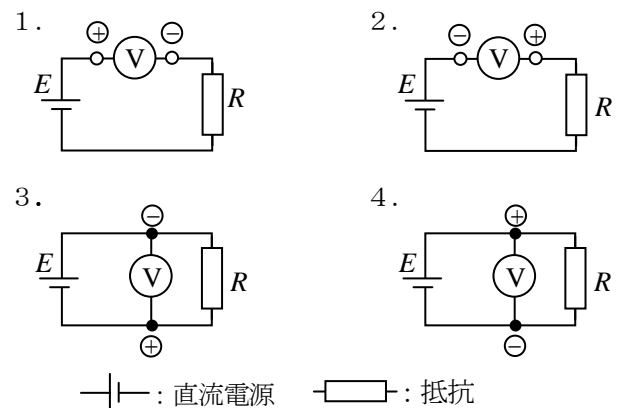 １． ２．
⊕ V ⊖ ⊖ V ⊕
E R E R
３． ４．
⊖ ⊕
E V R E V R
⊕ ⊖
：直流電源 ：抵抗